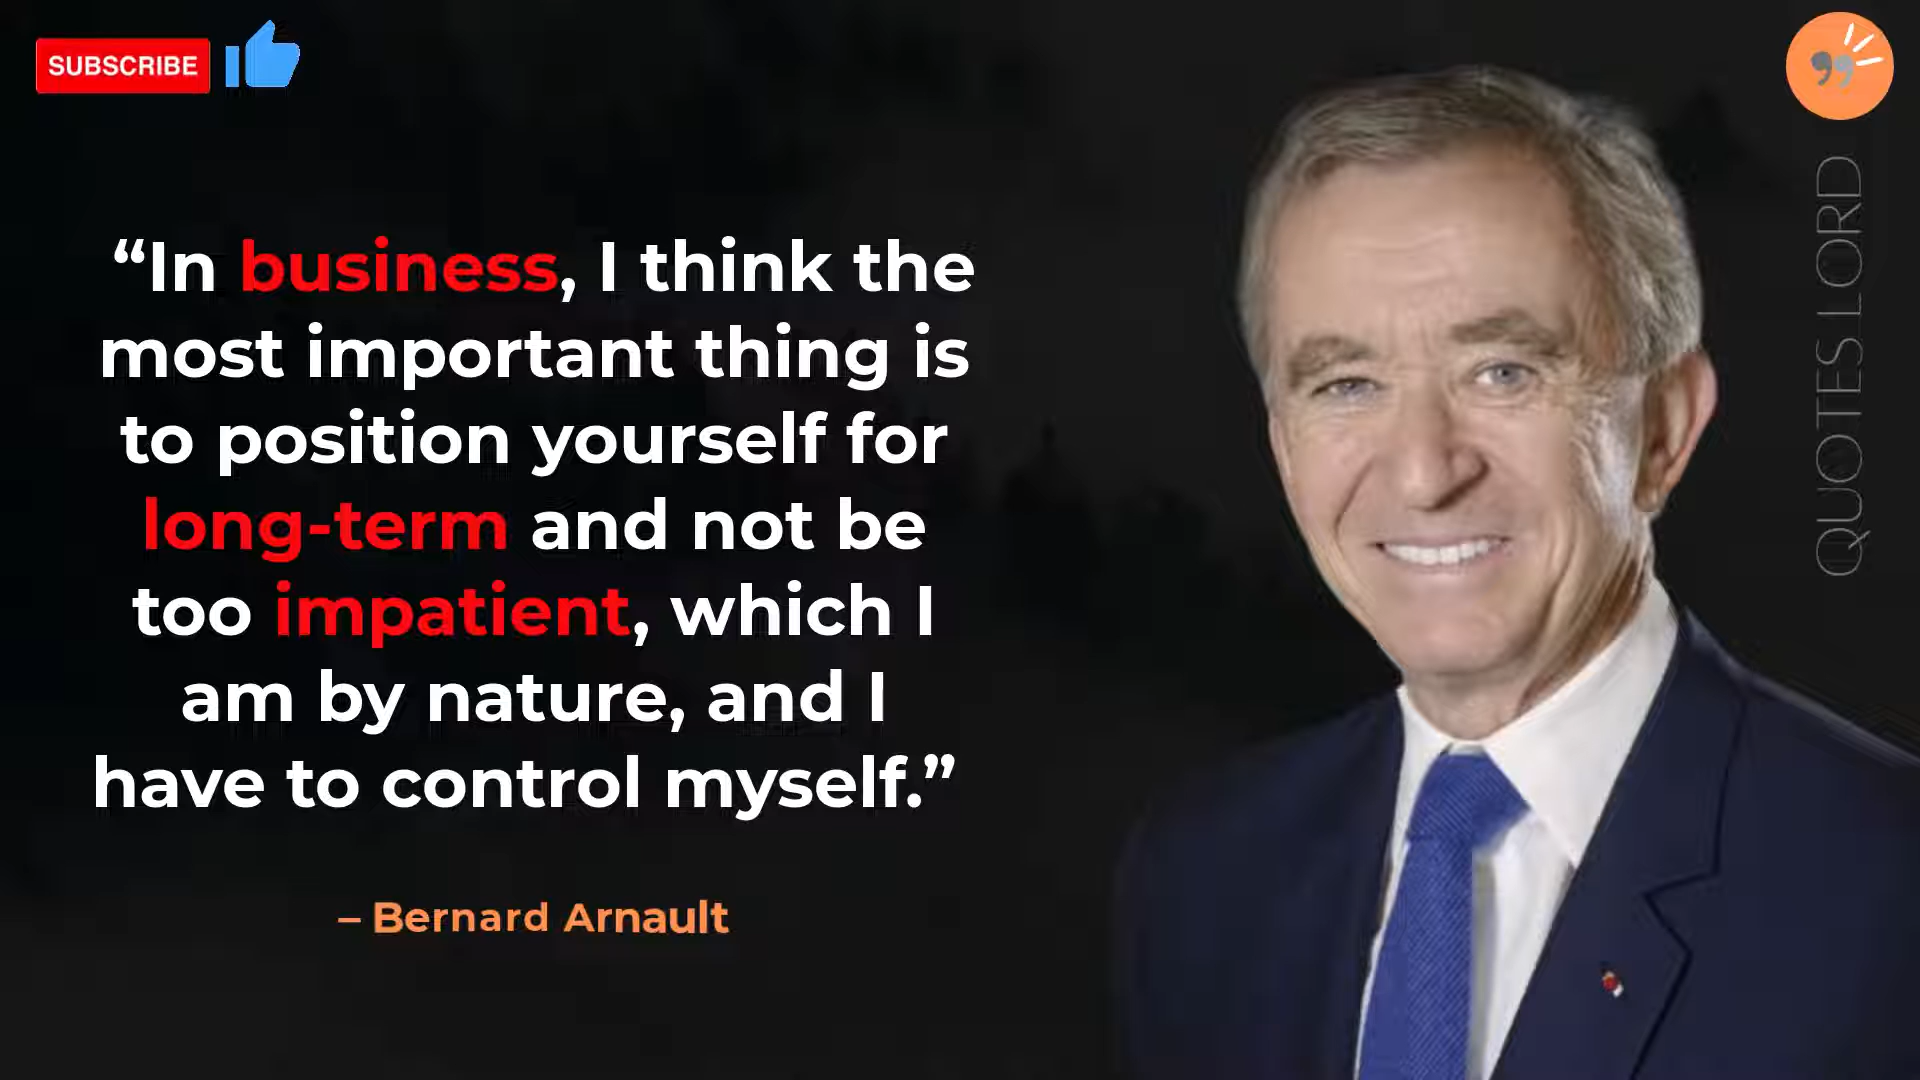 SUBSCRIBE
“In business, I think the
most important thing is
to position yourself for
long-term and not be
too impatient, which I
am by nature, and I
have to control myself.”
– Bernard Arnault
QUOTES LORD